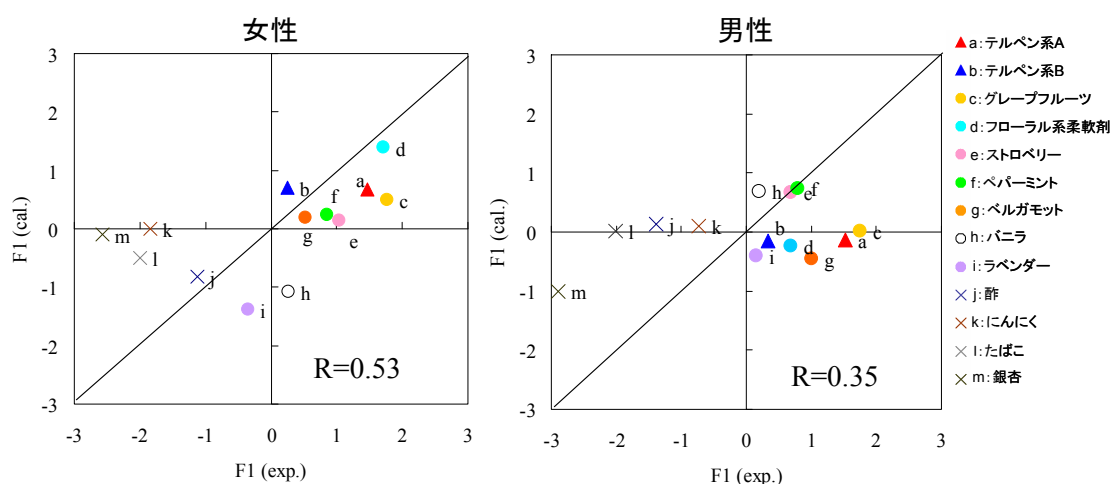 女性
3
2
1
0
-1
-2
-3
-3
-2
-1
0
1
2
3
F1 (cal.)
F1 (exp.)
a
b
c
d
e
f
g
h
i
j
k
l
m
R=0.53
男性
3
2
1
0
-1
-2
-3
-3
-2
-1
0
1
2
3
F1 (cal.)
F1 (exp.)
a
b
c
d
e
f
g
h
i
j
k
l
m
R=0.35
a:テルペン系A
b:テルペン系B
c:グレープフルーツ
d:フローラル系柔軟剤
e:ストロベリー
f:ペパーミント
g:ベルガモット
h:バニラ
i:ラベンダー
j:酢
k:にんにく
l:たばこ
m:銀杏